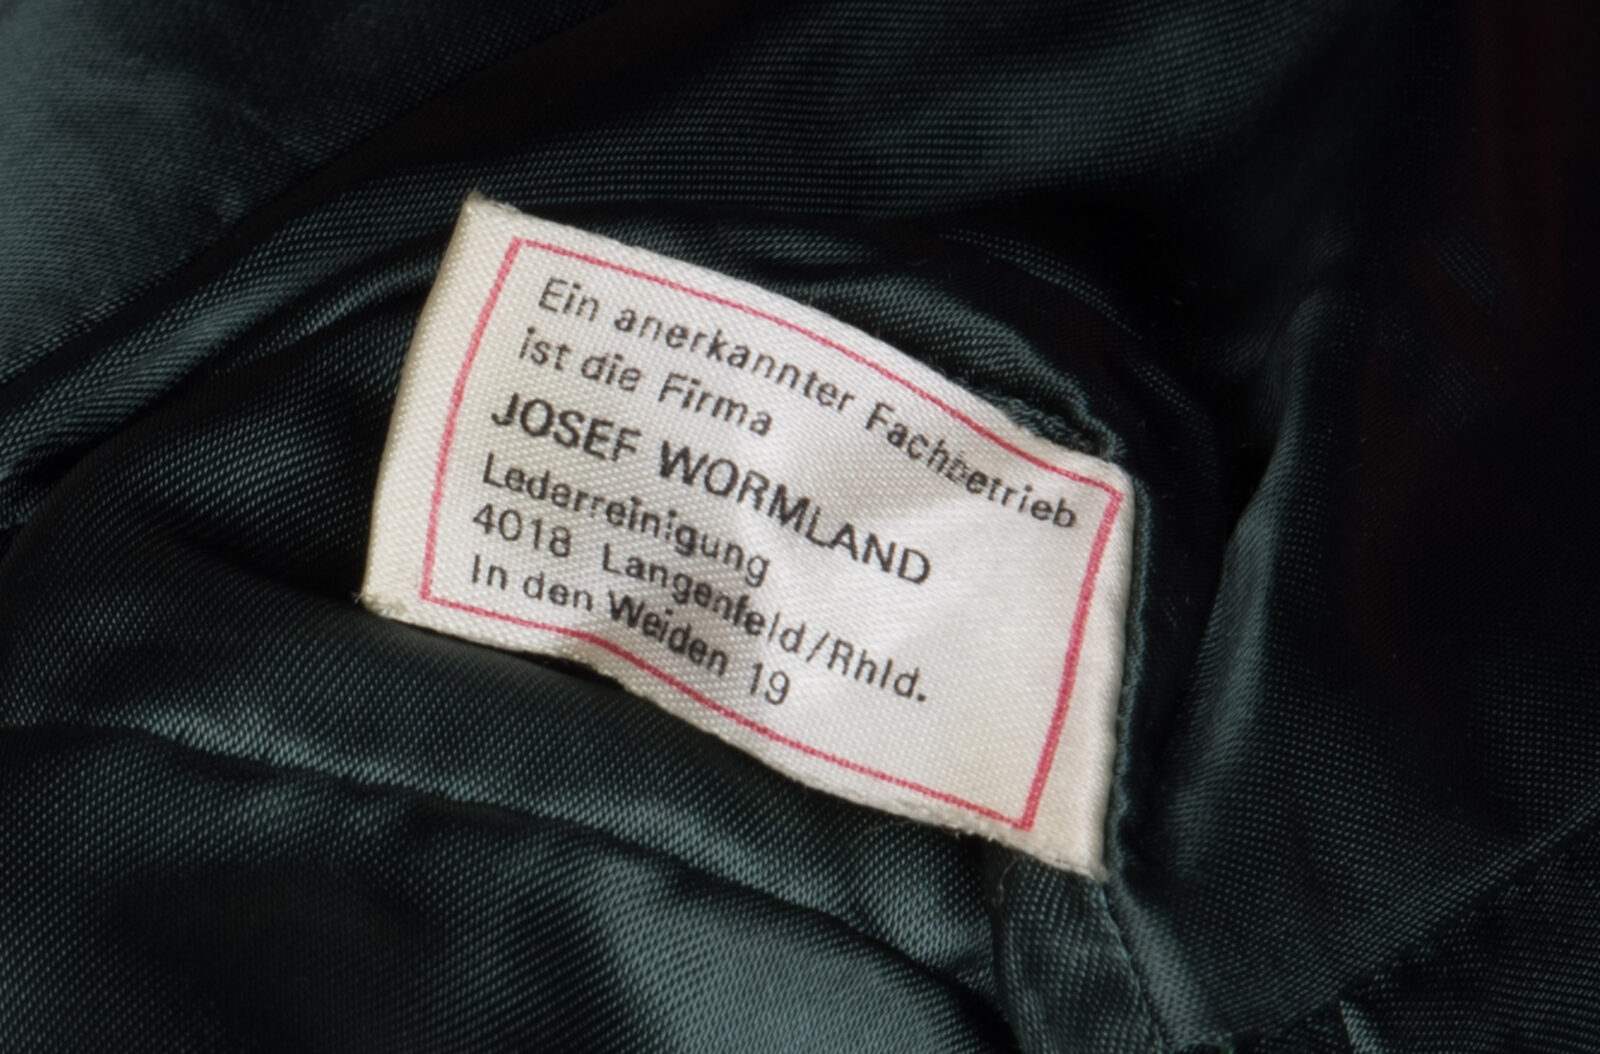 Ein anerkannter Fachbetrieb
ist die Firma
JOSEF WORMLAND
Lederreinigung
4018 Langenfeld/Rhld.
In den Weiden 19